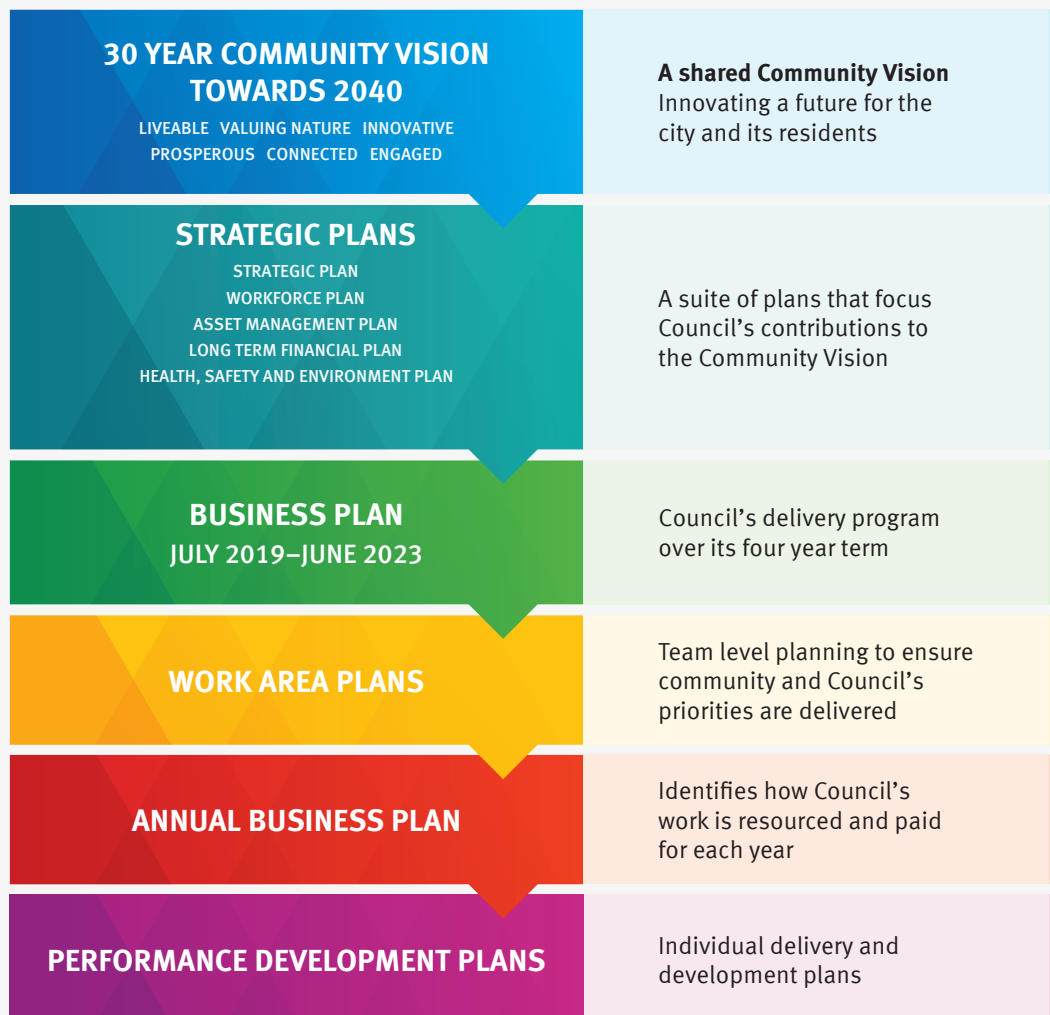 30 YEAR COMMUNITY VISION
TOWARDS 2040
LIVEABLE VALUING NATURE INNOVATIVE
PROSPEROUS CONNECTED ENGAGED
A shared Community Vision
Innovating a future for the
city and its residents
STRATEGIC PLANS
STRATEGIC PLAN
WORKFORCE PLAN
ASSET MANAGEMENT PLAN
LONG TERM FINANCIAL PLAN
HEALTH, SAFETY AND ENVIRONMENT PLAN
A suite of plans that focus
Council’s contributions to
the Community Vision
BUSINESS PLAN
JULY 2019–JUNE 2023
Council’s delivery program
over its four year term
WORK AREA PLANS
Team level planning to ensure
community and Council’s
priorities are delivered
ANNUAL BUSINESS PLAN
Identifies how Council’s
work is resourced and paid
for each year
PERFORMANCE DEVELOPMENT PLANS
Individual delivery and
development plans